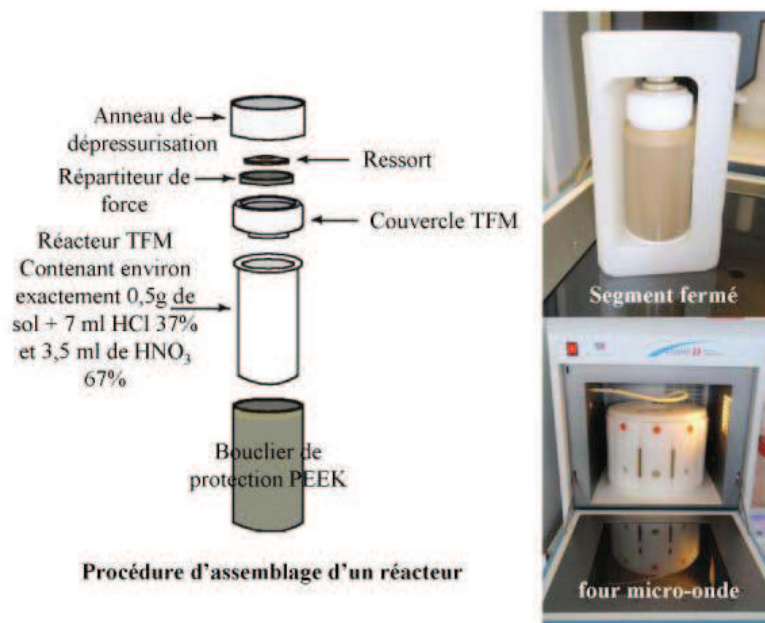 Anneau de
dépressurisation
Ressort
Répartiteur de
force
Couvercle TFM
Réacteur TFM
Contenant environ
exactement 0,5g de
sol + 7 ml HCl 37%
et 3,5 ml de HNO₃
67%
Bouclier de
protection PEEK
Procédure d'assemblage d'un réacteur
Segment fermé
four micro-onde